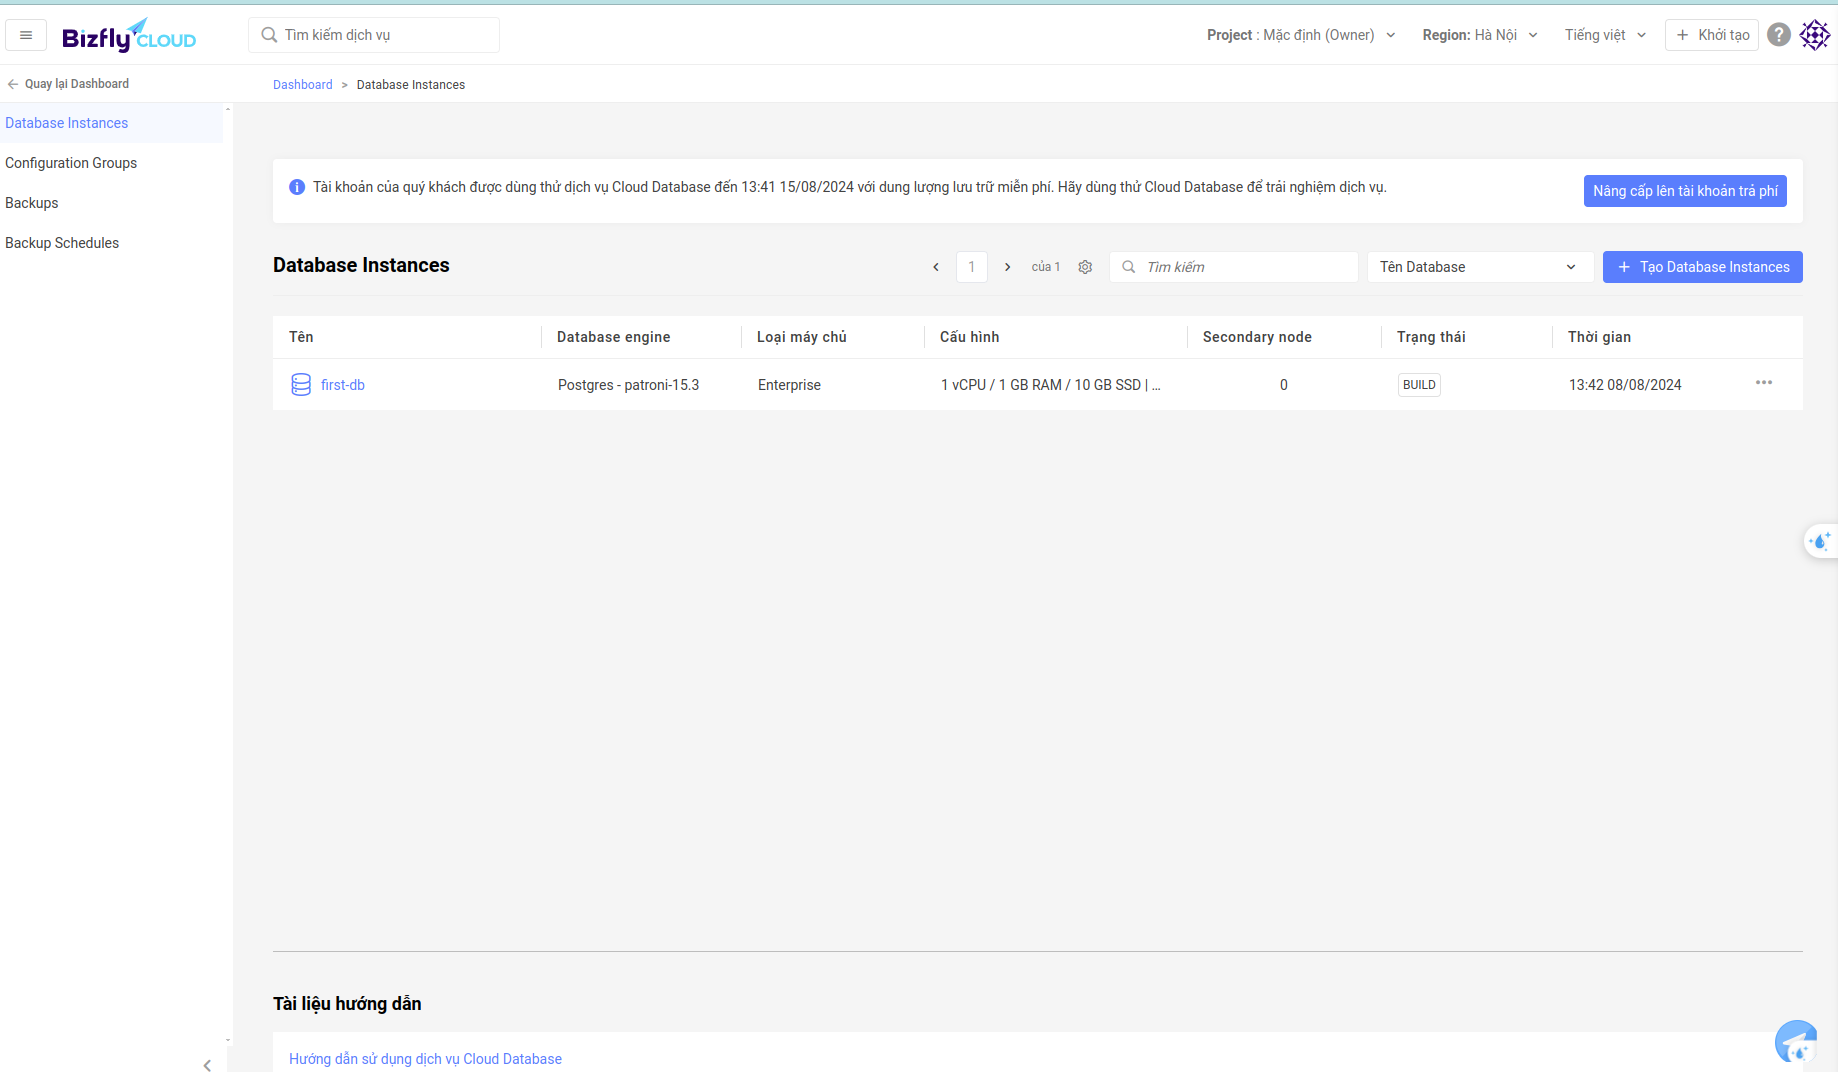 Bizfly CLOUD
Tìm kiếm dịch vụ
Project : Mặc định (Owner)
Region: Hà Nội
Tiếng việt
Khởi tạo
Quay lại Dashboard
Dashboard > Database Instances
Database Instances
Configuration Groups
Backups
Backup Schedules
Tài khoản của quý khách được dùng thử dịch vụ Cloud Database đến 13:41 15/08/2024 với dung lượng lưu trữ miễn phí. Hãy dùng thử Cloud Database để trải nghiệm dịch vụ.
Nâng cấp lên tài khoản trả phí
Database Instances
1 của 1
Tìm kiếm
Tên Database
Tạo Database Instances
Tên Database engine Loại máy chủ Cấu hình Secondary node Trạng thái Thời gian
first-db Postgres - patroni-15.3 Enterprise 1 vCPU / 1 GB RAM / 10 GB SSD | ... 0 BUILD 13:42 08/08/2024
Tài liệu hướng dẫn
Hướng dẫn sử dụng dịch vụ Cloud Database